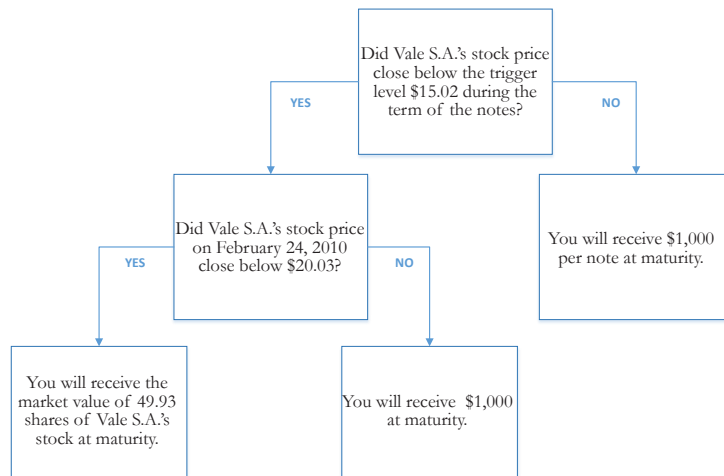 Did Vale S.A.'s stock price
close below the trigger
level $15.02 during the
term of the notes?
YES
NO
Did Vale S.A.'s stock price
on February 24, 2010
close below $20.03?
You will receive $1,000
per note at maturity.
YES
NO
You will receive the
market value of 49.93
shares of Vale S.A.'s
stock at maturity.
You will receive $1,000
at maturity.